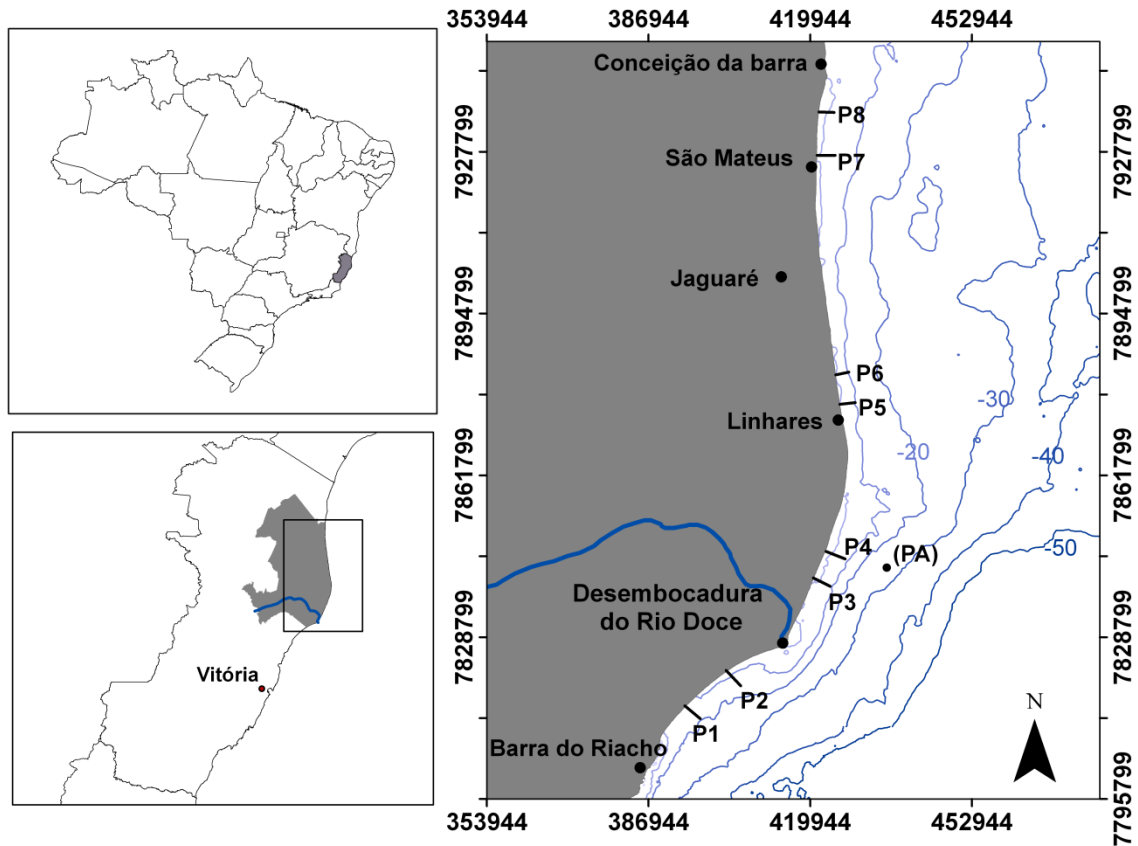 353944
386944
419944
452944
Conceição da barra
P8
7927799
7927799
São Mateus
P7
Jaguaré
7894799
7894799
P6
-30
Linhares
P5
-20
-40
7861799
7861799
-50
P4
(PA)
Desembocadura
do Rio Doce
P3
7828799
7828799
Vitória
P2
P1
N
Barra do Riacho
7795799
353944
386944
419944
452944